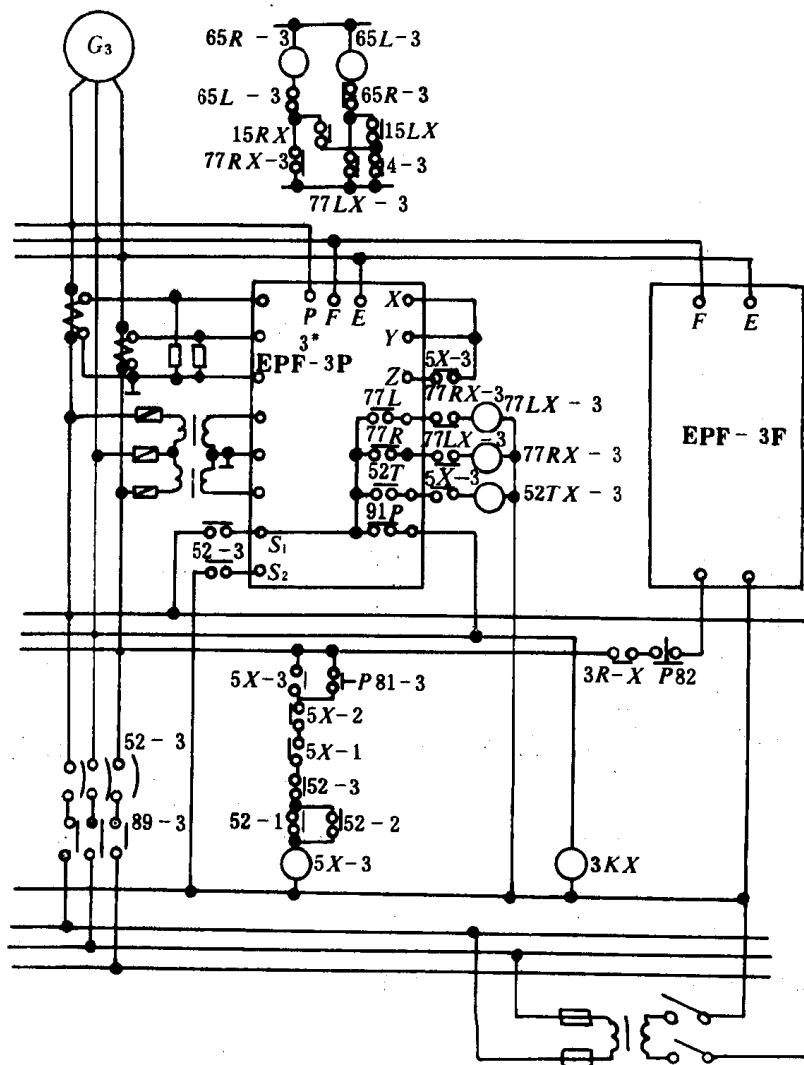 G3
65R - 3
65L-3
65L - 3
65R-3
15RX
15LX
77RX-3
4-3
77LX - 3
P F E
X
3*
Y
EPF-3P
Z
5X-3
77L
77RX-3
77LX - 3
77R
77LX-3
77RX - 3
52T
5X-3
52TX - 3
91P
S1
52-3
S2
F E
EPF - 3F
3R-X
P82
5X-3
P81-3
5X-2
5X-1
52-3
52-1
52-2
5X-3
52-3
89-3
3KX